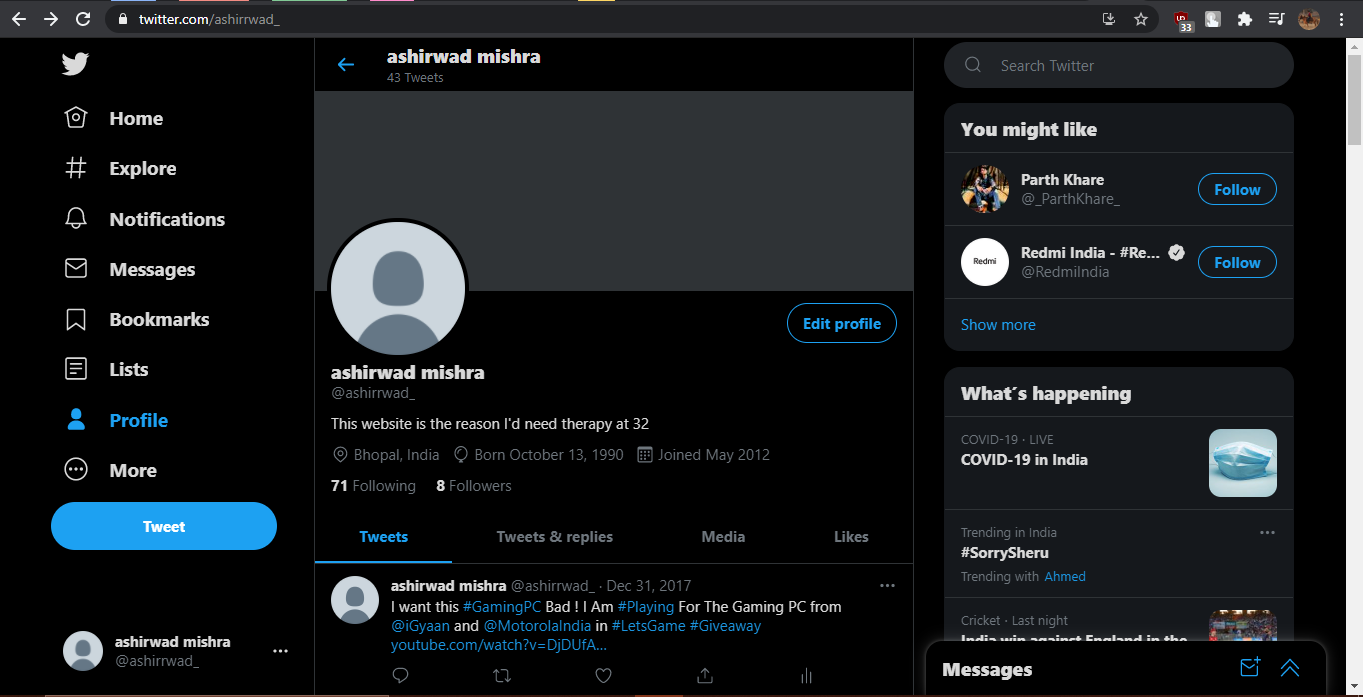 twitter.com/ashirrwad_
33
Home
Explore
Notifications
Messages
Bookmarks
Lists
Profile
More
Tweet
ashirwad mishra
@ashirrwad_
ashirwad mishra
43 Tweets
Edit profile
ashirwad mishra
@ashirrwad_
This website is the reason I'd need therapy at 32
Bhopal, India Born October 13, 1990 Joined May 2012
71 Following 8 Followers
Tweets Tweets & replies Media Likes
ashirwad mishra @ashirrwad_ · Dec 31, 2017
I want this #GamingPC Bad ! I Am #Playing For The Gaming PC from
@iGyaan and @MotorolaIndia in #LetsGame #Giveaway
youtube.com/watch?v=DjDUfA...
Search Twitter
You might like
Parth Khare
@_ParthKhare_
Follow
Redmi
Redmi India - #Re...
@RedmiIndia
Follow
Show more
What's happening
COVID-19 · LIVE
COVID-19 in India
Trending in India
#SorrySheru
Trending with Ahmed
Cricket · Last night
India win against England in the
Messages